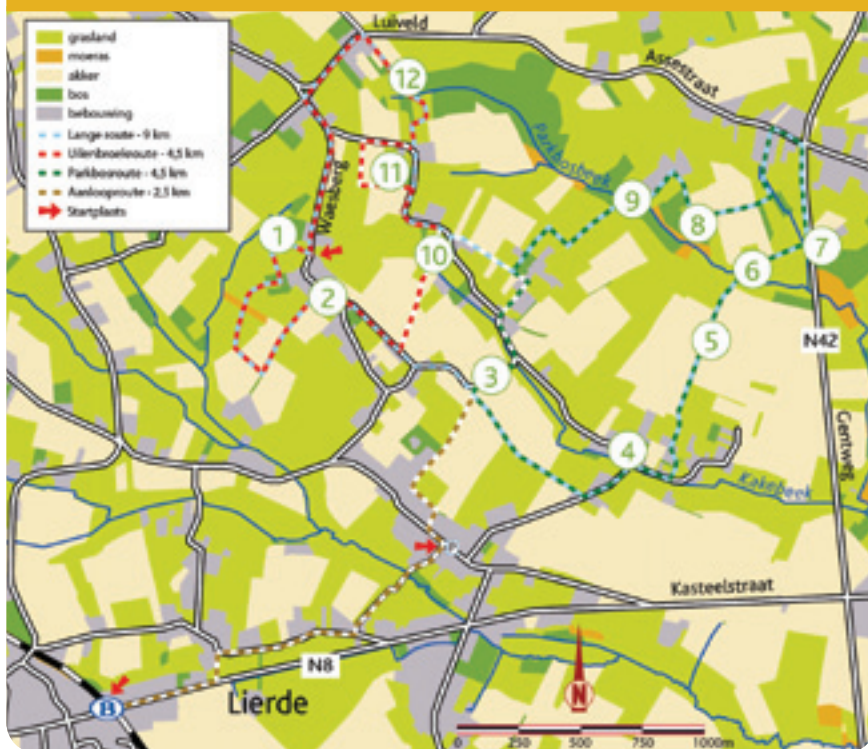 Luiveld
Assestraat
grasland
moeras
akker
bos
bebouwing
Lange route - 9 km
Uilenbroekroute - 4,5 km
Parkbosroute - 4,5 km
Aanlooproute - 2,5 km
Startplaats
12
Parkbosbeek
11
Waesberg
9
8
1
10
7
6
2
5
N42
3
4
Gentweg
Kakebeek
P
Kasteelstraat
N8
B
Lierde
N
0 250 500 750 1000m